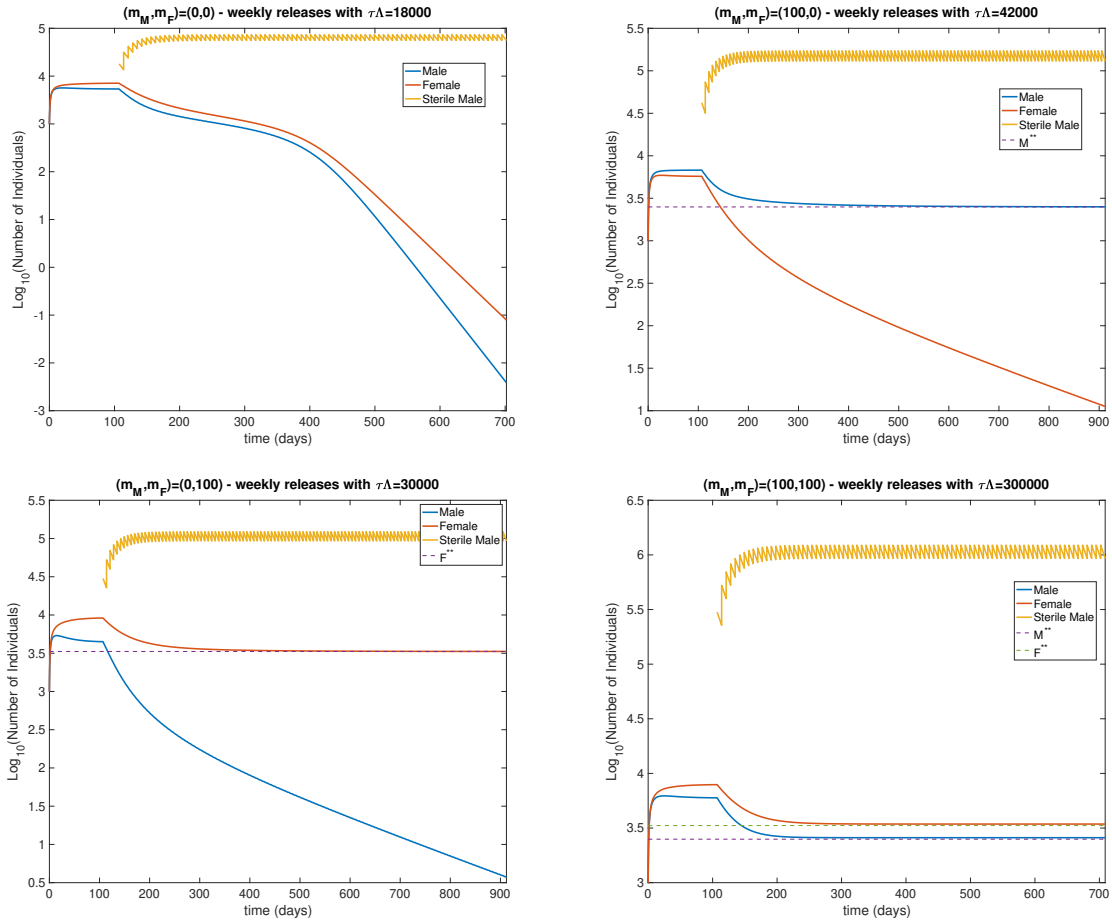 (m_M,m_F)=(0,0) - weekly releases with τΛ=18000
5
4
3
2
1
0
-1
-2
-3
Log_10(Number of Individuals)
0 100 200 300 400 500 600 700
time (days)
Male
Female
Sterile Male
(m_M,m_F)=(100,0) - weekly releases with τΛ=42000
5.5
5
4.5
4
3.5
3
2.5
2
1.5
1
Log_10(Number of Individuals)
0 100 200 300 400 500 600 700 800 900
time (days)
Male
Female
Sterile Male
M^**
(m_M,m_F)=(0,100) - weekly releases with τΛ=30000
5.5
5
4.5
4
3.5
3
2.5
2
1.5
1
0.5
Log_10(Number of Individuals)
0 100 200 300 400 500 600 700 800 900
time (days)
Male
Female
Sterile Male
F^**
(m_M,m_F)=(100,100) - weekly releases with τΛ=300000
6.5
6
5.5
5
4.5
4
3.5
3
Log_10(Number of Individuals)
0 100 200 300 400 500 600 700
time (days)
Male
Female
Sterile Male
M^**
F^**